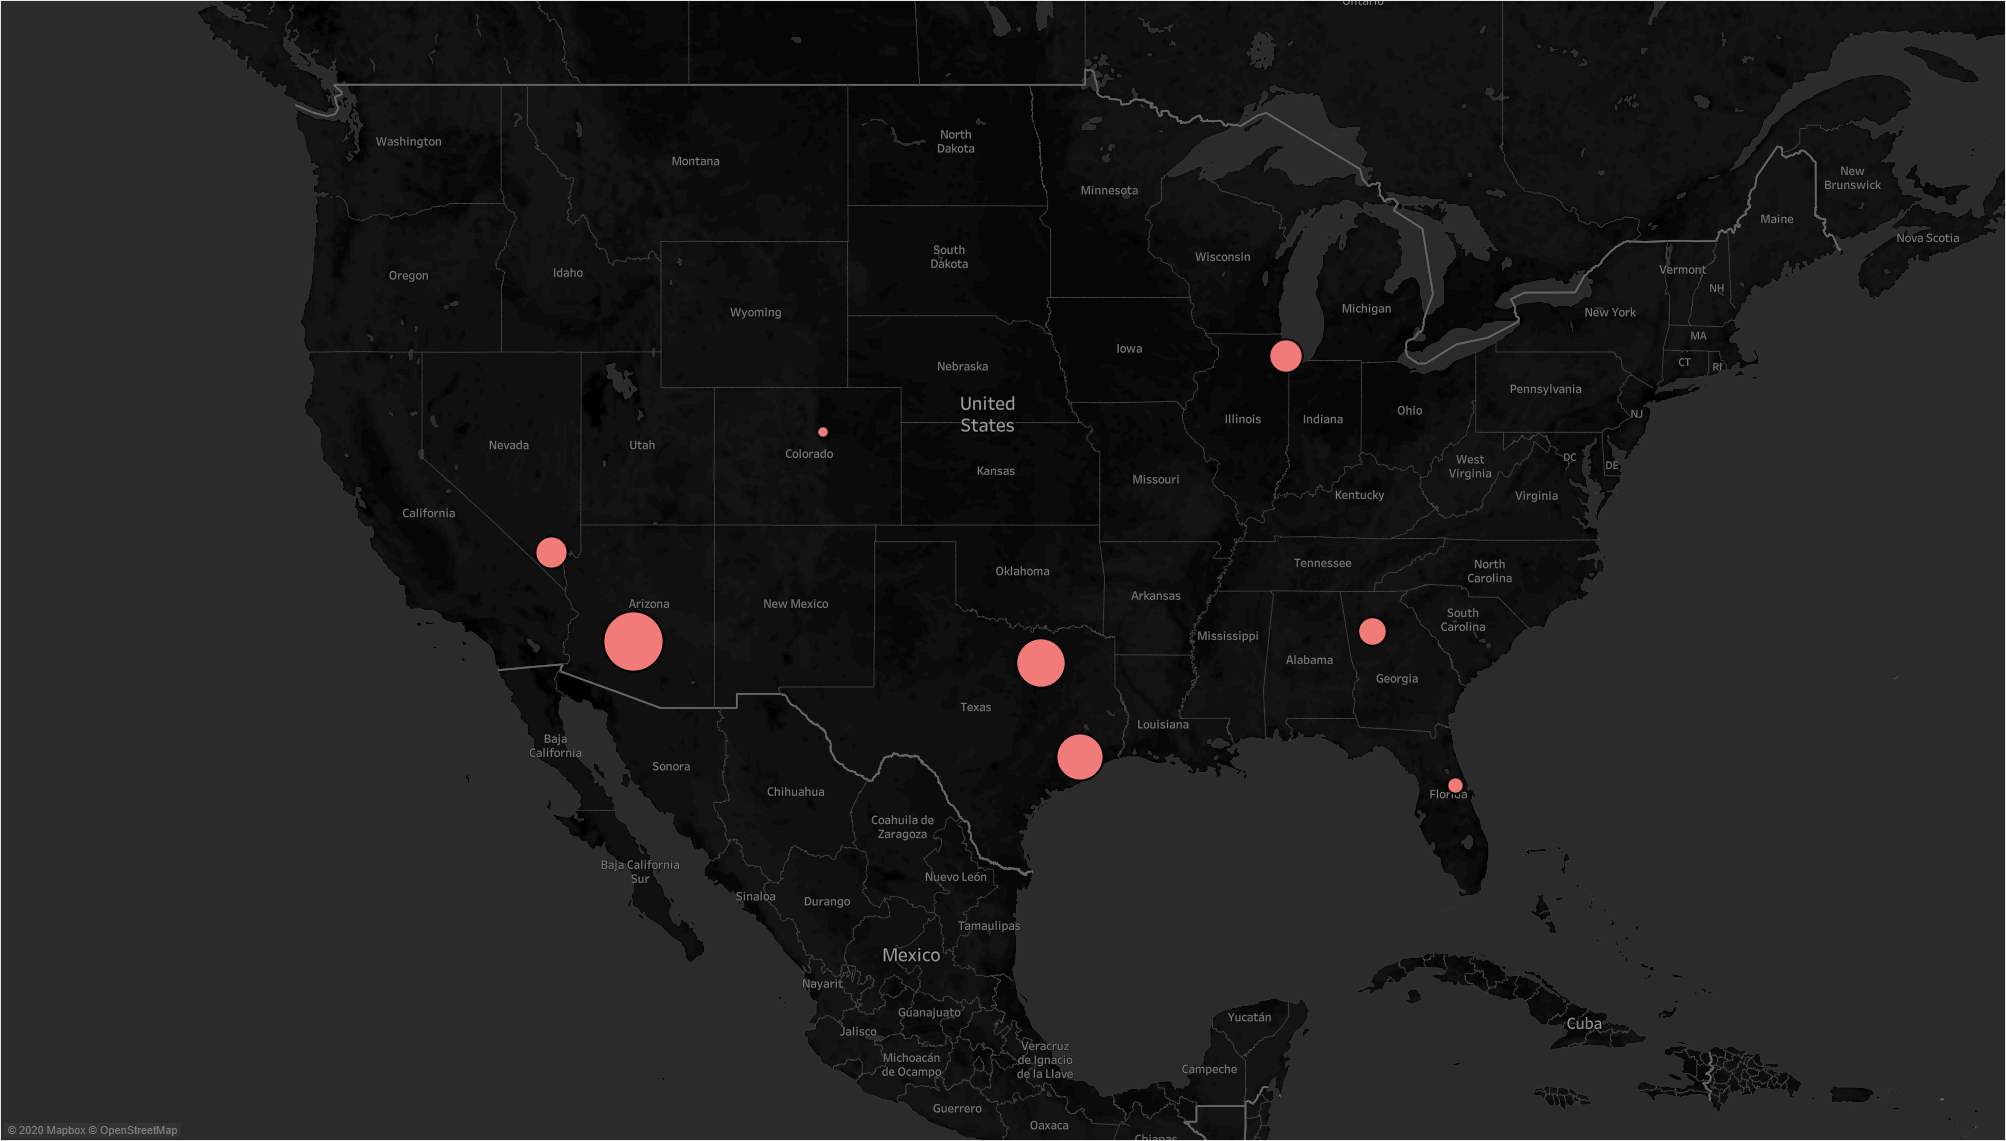 Ontario
Washington
Montana
North
Dakota
Minnesota
New
Brunswick
Maine
Nova Scotia
Oregon
Idaho
South
Dakota
Wisconsin
Vermont
NH
Wyoming
Michigan
New York
MA
Iowa
CT
RI
Nebraska
Pennsylvania
United
States
Illinois
Indiana
Ohio
NJ
Nevada
Utah
Colorado
Kansas
Missouri
West
Virginia
DC
DE
Kentucky
Virginia
California
Oklahoma
Tennessee
North
Carolina
Arizona
New Mexico
Arkansas
South
Carolina
Mississippi
Alabama
Georgia
Texas
Louisiana
Baja
California
Sonora
Chihuahua
Florida
Coahuila de
Zaragoza
Baja California
Sur
Nuevo León
Sinaloa
Durango
Tamaulipas
Mexico
Nayarit
Guanajuato
Yucatán
Cuba
Jalisco
Michoacán
de Ocampo
Veracruz
de Ignacio
de la Llave
Campeche
Guerrero
Oaxaca
Chiapas
© 2020 Mapbox © OpenStreetMap